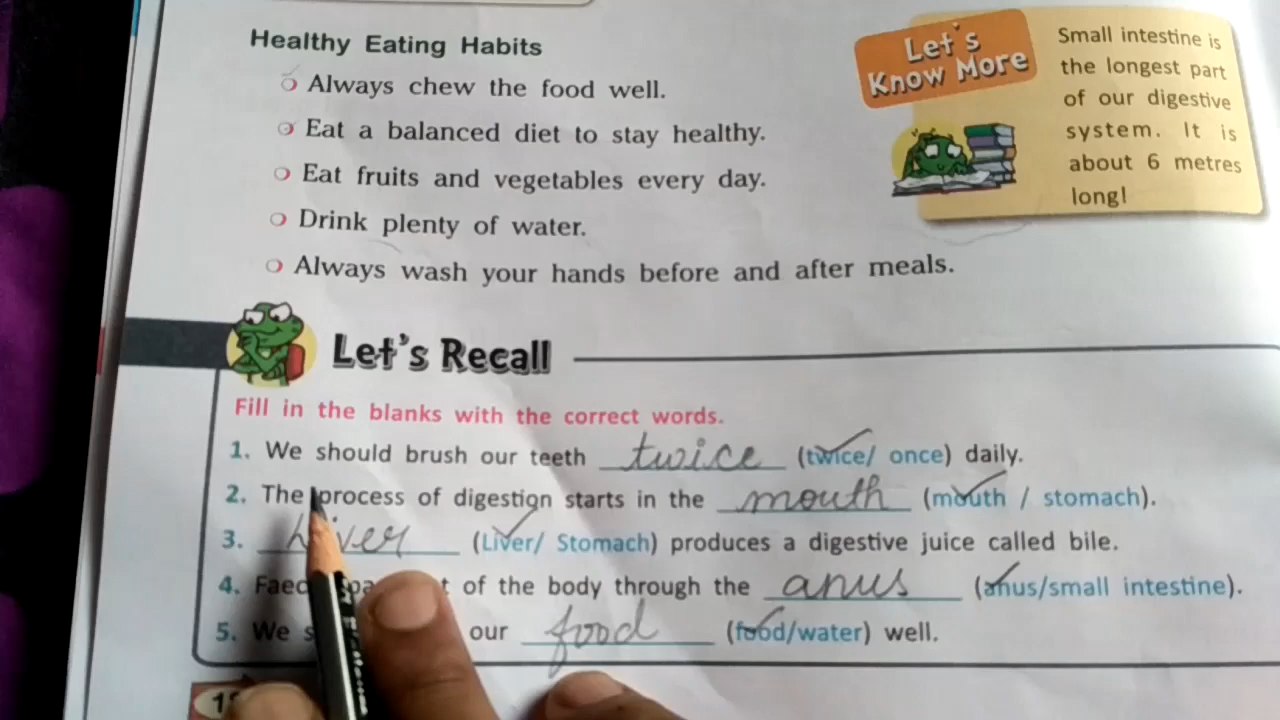 Healthy Eating Habits
Always chew the food well.
Eat a balanced diet to stay healthy.
Eat fruits and vegetables every day.
Drink plenty of water.
Always wash your hands before and after meals.
Let's
Know More
Small intestine is
the longest part
of our digestive
system. It is
about 6 metres
long!
Let's Recall
Fill in the blanks with the correct words.
1. We should brush our teeth twice (twice/ once) daily.
2. The process of digestion starts in the mouth (mouth / stomach).
3. Liver (Liver/ Stomach) produces a digestive juice called bile.
4. of the body through the anus (anus/small intestine).
5. We our food (food/water) well.